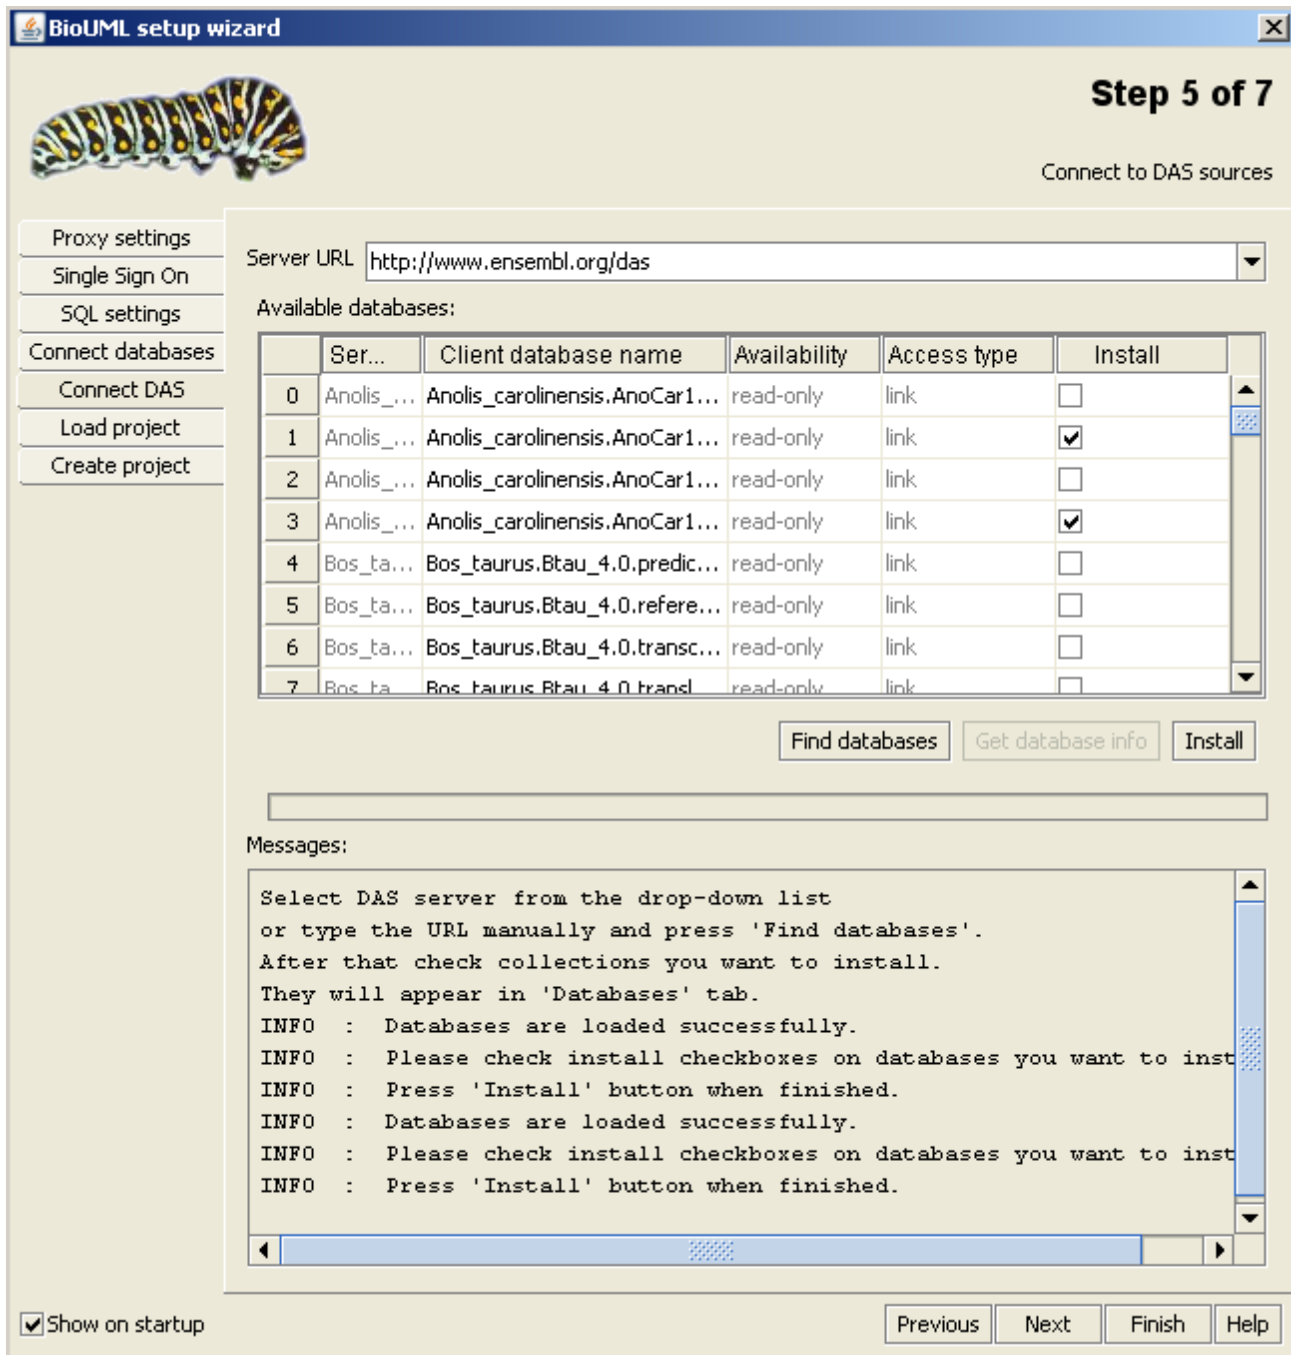 BioUML setup wizard
Step 5 of 7
Connect to DAS sources
Proxy settings
Single Sign On
SQL settings
Connect databases
Connect DAS
Load project
Create project
Server URL http://www.ensembl.org/das
Available databases:
Ser... Client database name Availability Access type Install
0 Anolis_... Anolis_carolinensis.AnoCar1... read-only link
1 Anolis_... Anolis_carolinensis.AnoCar1... read-only link
2 Anolis_... Anolis_carolinensis.AnoCar1... read-only link
3 Anolis_... Anolis_carolinensis.AnoCar1... read-only link
4 Bos_ta... Bos_taurus.Btau_4.0.predic... read-only link
5 Bos_ta... Bos_taurus.Btau_4.0.refere... read-only link
6 Bos_ta... Bos_taurus.Btau_4.0.transc... read-only link
7 Bos_ta Bos_taurus.Btau_4.0.transl read-only link
Find databases Get database info Install
Messages:
Select DAS server from the drop-down list
or type the URL manually and press 'Find databases'.
After that check collections you want to install.
They will appear in 'Databases' tab.
INFO : Databases are loaded successfully.
INFO : Please check install checkboxes on databases you want to inst
INFO : Press 'Install' button when finished.
INFO : Databases are loaded successfully.
INFO : Please check install checkboxes on databases you want to inst
INFO : Press 'Install' button when finished.
Show on startup Previous Next Finish Help